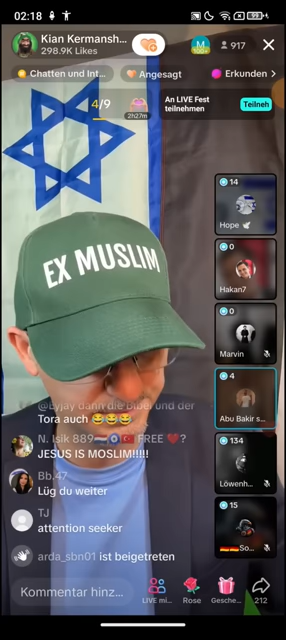 02:18
99
Kian Kermansh...
298.9K Likes
M
100+
917
Chatten und Int...
Angesagt
Erkunden
4/9
2h27m
An LIVE Fest
teilnehmen
Teilneh
EX MUSLIM
14
Hope
0
Hakan7
0
Marvin
4
Abu Bakir s...
134
Löwenh...
15
So...
@Eyjay dann die Bibel und der
Tora auch 😂😂😂
N. Isik 889🇳🇱🧿🇹🇷 FREE ❤️?
JESUS IS MOSLIM!!!!!
Bb.47
Lüg du weiter
TJ
attention seeker
arda_sbn01 ist beigetreten
Kommentar hinz...
LIVE mi...
Rose
Gesche...
212